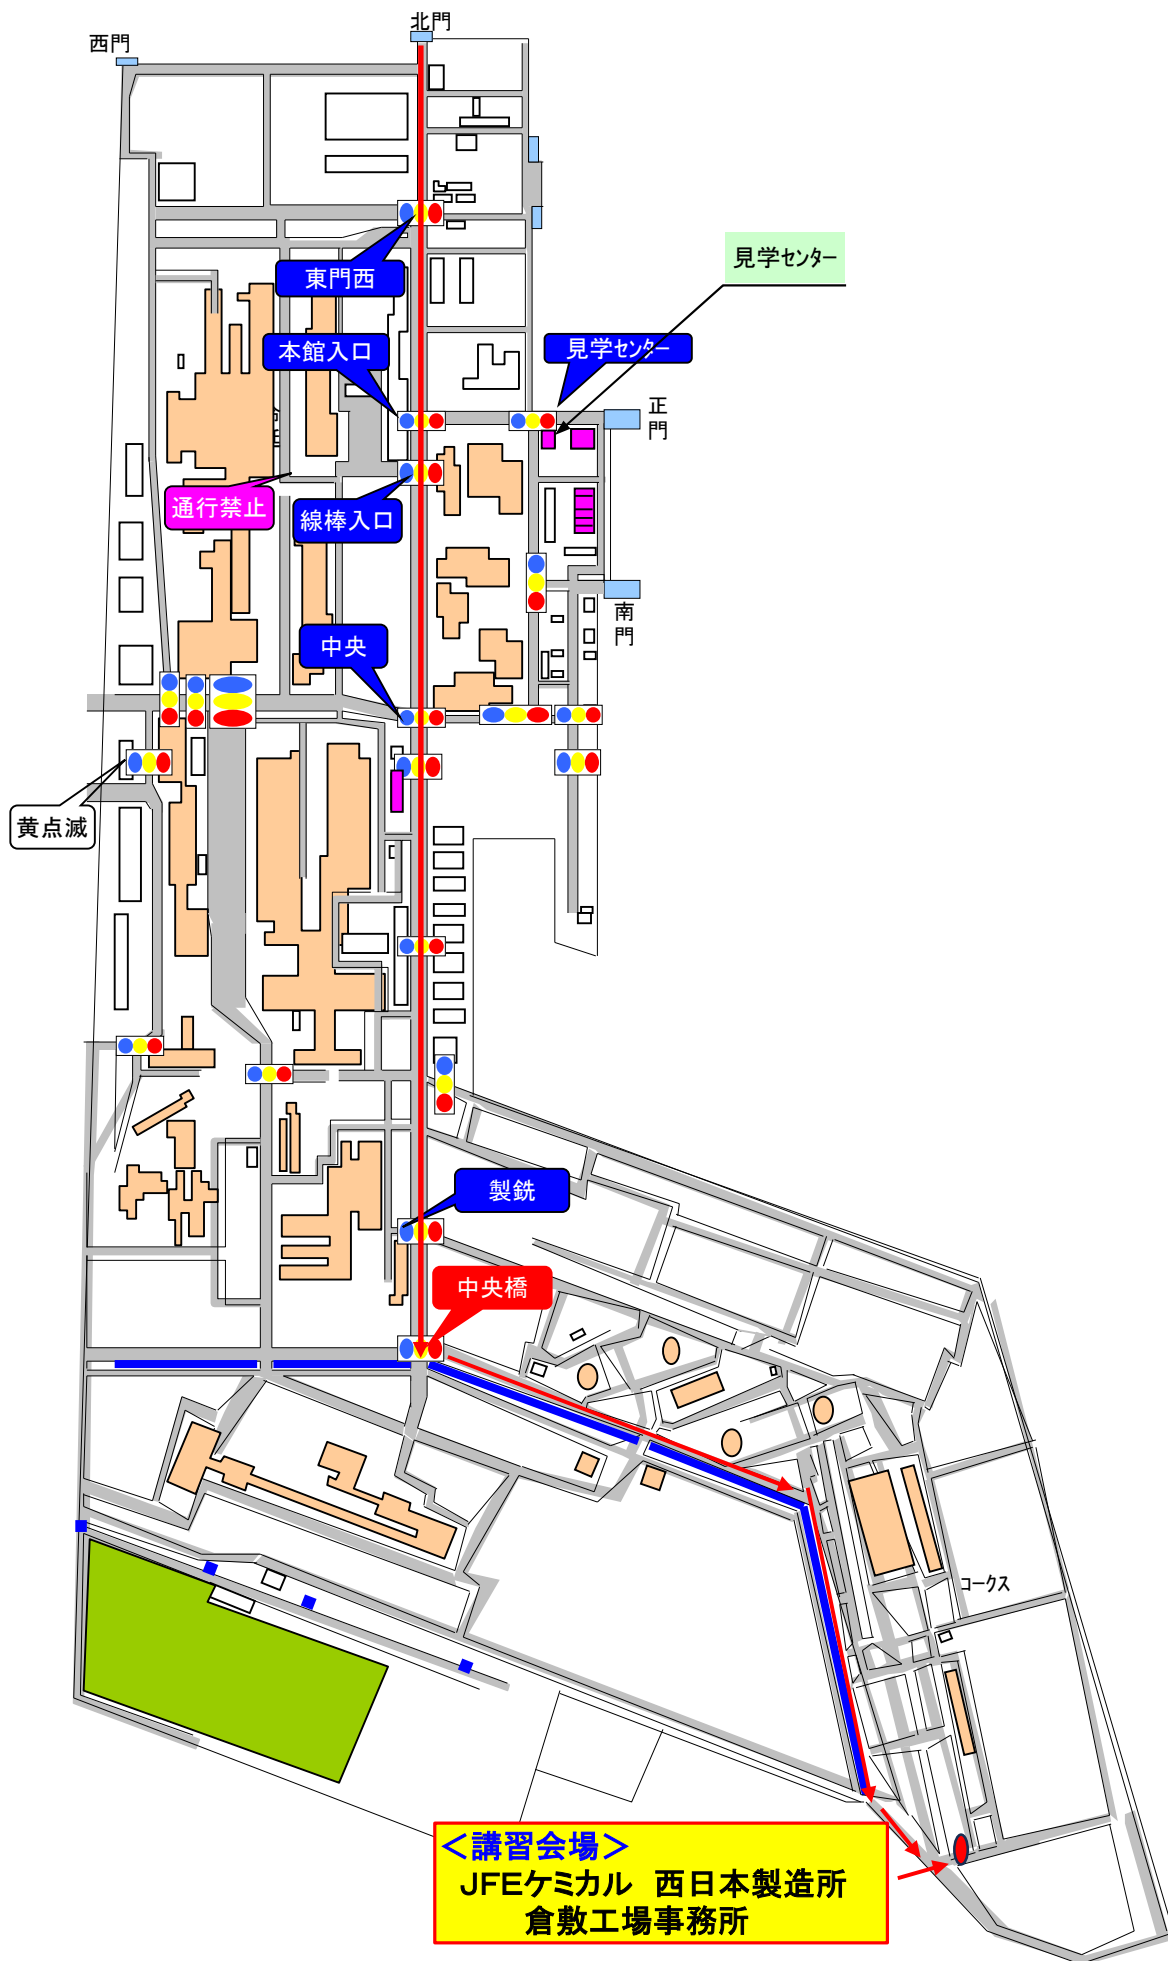 北門
西門
見学センター
東門西
本館入口
見学センター
正門
通行禁止
線棒入口
南門
中央
黄点滅
製銑
中央橋
コークス
＜講習会場＞
JFEケミカル　西日本製造所
倉敷工場事務所